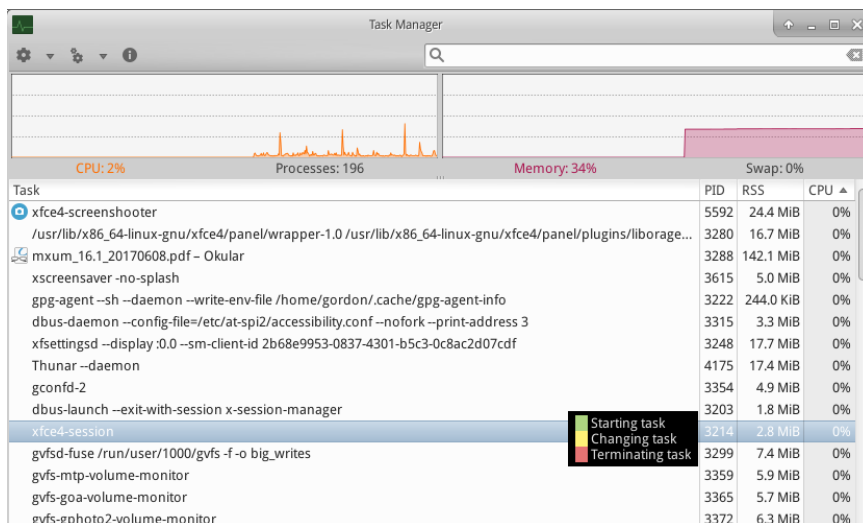 Task Manager
CPU: 2% Processes: 196 Memory: 34% Swap: 0%
Task PID RSS CPU
xfce4-screenshooter 5592 24.4 MiB 0%
/usr/lib/x86_64-linux-gnu/xfce4/panel/wrapper-1.0 /usr/lib/x86_64-linux-gnu/xfce4/panel/plugins/liborage... 3280 16.7 MiB 0%
mxum_16.1_20170608.pdf – Okular 3288 142.1 MiB 0%
xscreensaver -no-splash 3615 5.0 MiB 0%
gpg-agent --sh --daemon --write-env-file /home/gordon/.cache/gpg-agent-info 3222 244.0 KiB 0%
dbus-daemon --config-file=/etc/at-spi2/accessibility.conf --nofork --print-address 3 3315 3.3 MiB 0%
xfsettingsd --display :0.0 --sm-client-id 2b68e9953-0837-4301-b5c3-0c8ac2d07cdf 3248 17.7 MiB 0%
Thunar --daemon 4175 17.4 MiB 0%
gconfd-2 3354 4.9 MiB 0%
dbus-launch --exit-with-session x-session-manager 3203 1.8 MiB 0%
xfce4-session 3214 2.8 MiB 0%
Starting task
Changing task
Terminating task
gvfsd-fuse /run/user/1000/gvfs -f -o big_writes 3299 7.4 MiB 0%
gvfs-mtp-volume-monitor 3359 5.9 MiB 0%
gvfs-goa-volume-monitor 3365 5.7 MiB 0%
gvfs-gphoto2-volume-monitor 3372 6.3 MiB 0%